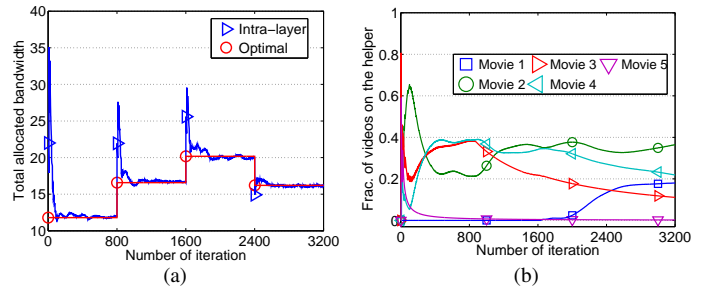 40
35
30
25
20
15
10
0 800 1600 2400 3200
Total allocated bandwidth
Number of iteration
Intra−layer
Optimal
(a)
1
0.8
0.6
0.4
0.2
0
0 800 1600 2400 3200
Frac. of videos on the helper
Number of iteration
Movie 1 Movie 3 Movie 5
Movie 2 Movie 4
(b)